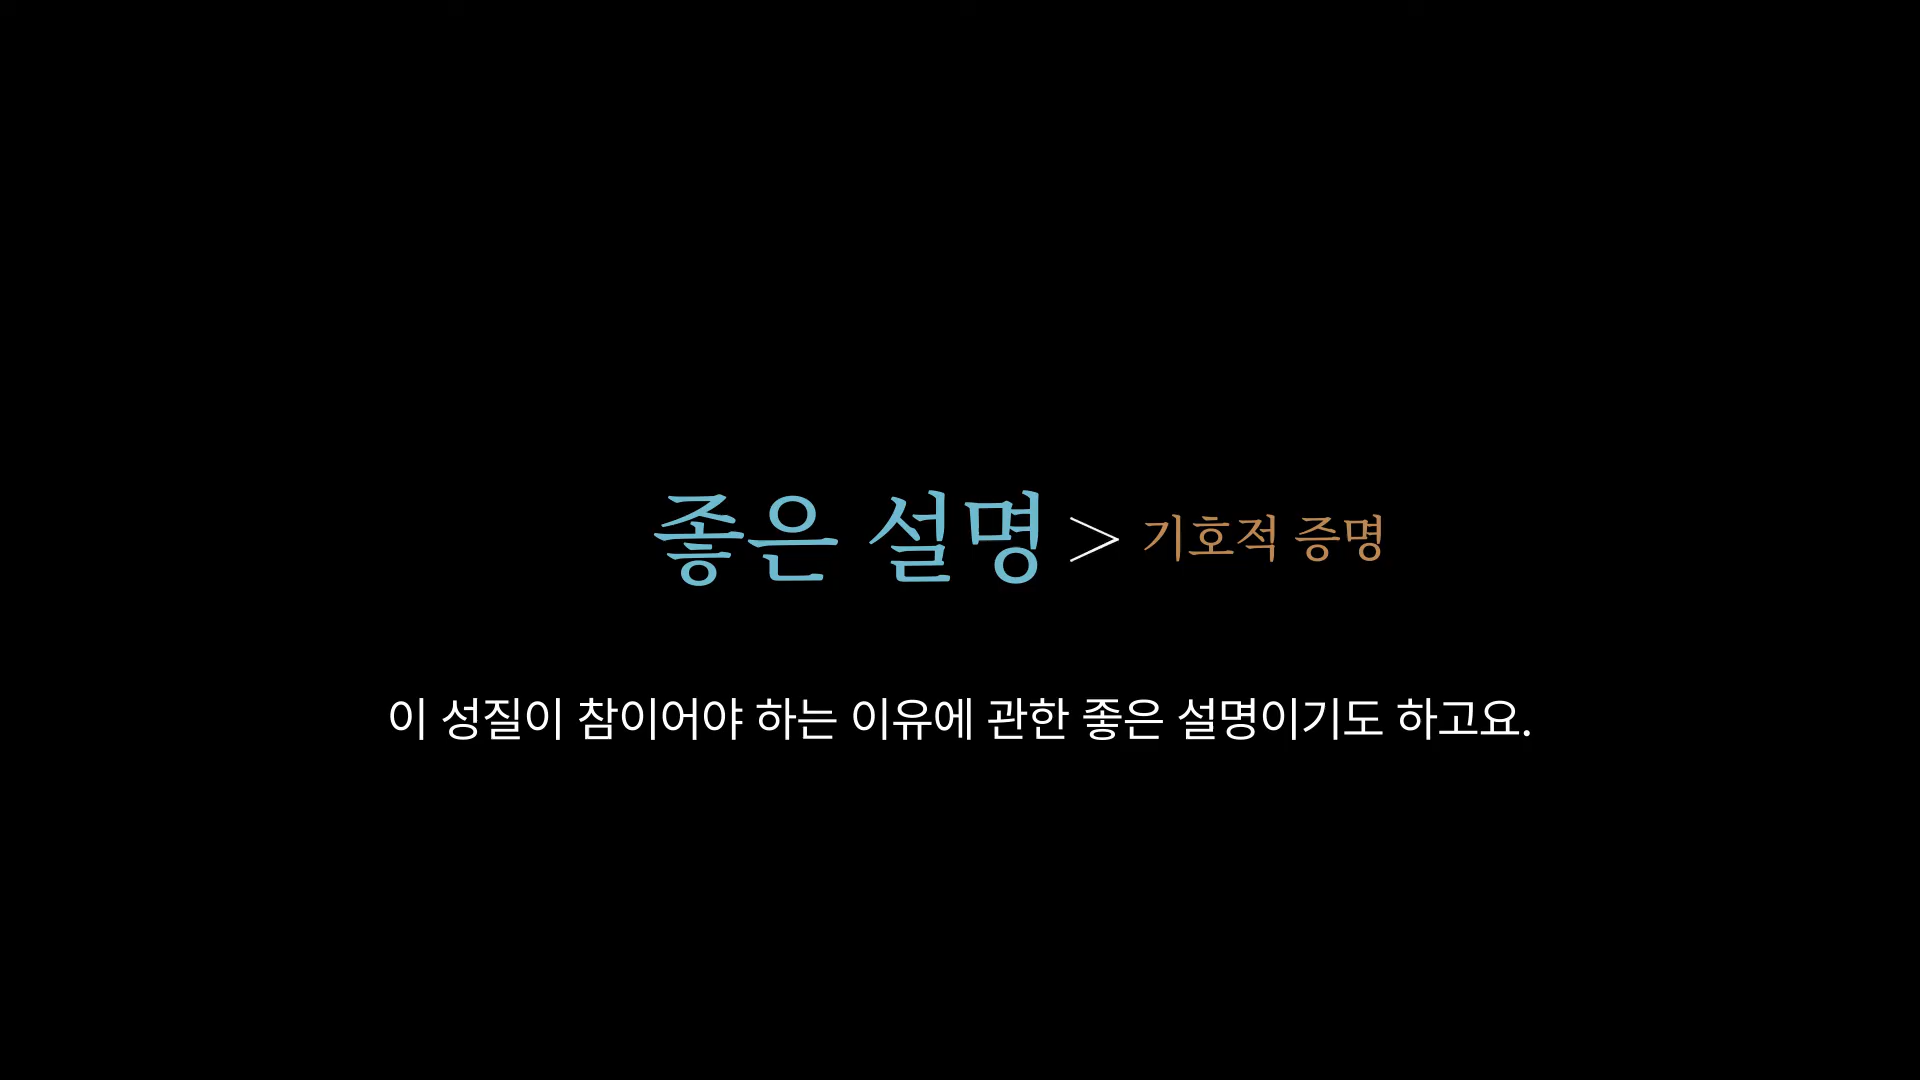 좋은 설명 > 기호적 증명
이 성질이 참이어야 하는 이유에 관한 좋은 설명이기도 하고요.